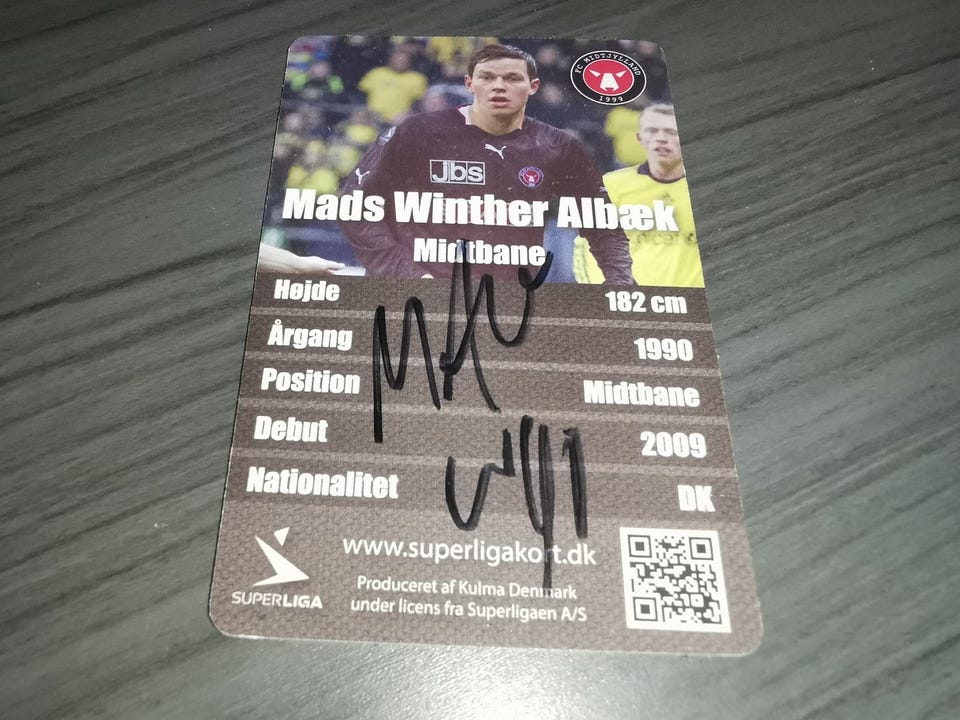 FC MIDTJYLLAND
1999
jbs
Mads Winther Albæk
Midtbane
Højde 182 cm
Årgang 1990
Position Midtbane
Debut 2009
Nationalitet DK
www.superligakort.dk
SUPERLIGA
Produceret af Kulma Denmark
under licens fra Superligaen A/S